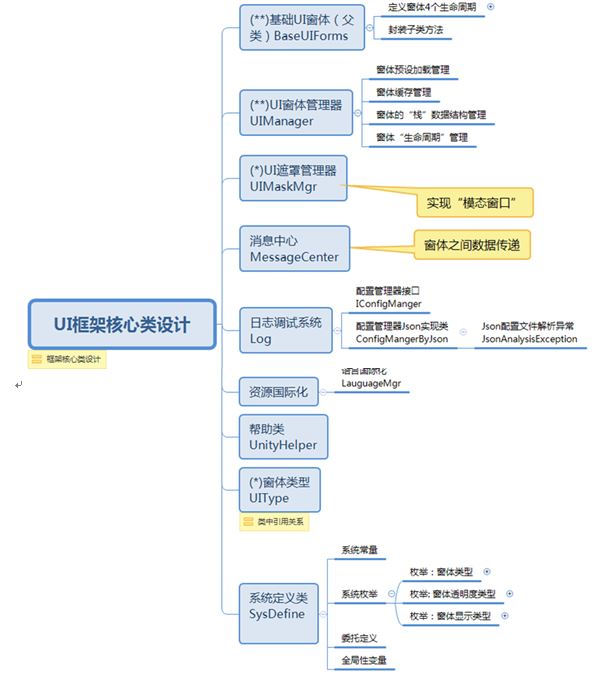 (**)基础UI窗体（父
类）BaseUIForms
定义窗体4个生命周期
封装子类方法
(**)UI窗体管理器
UIManager
窗体预设加载管理
窗体缓存管理
窗体的“栈”数据结构管理
窗体“生命周期”管理
(*)UI遮罩管理器
UIMaskMgr
实现“模态窗口”
消息中心
MessageCenter
窗体之间数据传递
UI框架核心类设计
框架核心类设计
日志调试系统
Log
配置管理器接口
IConfigManger
配置管理器Json实现类
ConfigMangerByJson
Json配置文件解析异常
JsonAnalysisException
资源国际化
语言国际化
LauguageMgr
帮助类
UnityHelper
(*)窗体类型
UIType
类中引用关系
系统定义类
SysDefine
系统常量
系统枚举
枚举：窗体类型
枚举: 窗体透明度类型
枚举：窗体显示类型
委托定义
全局性变量